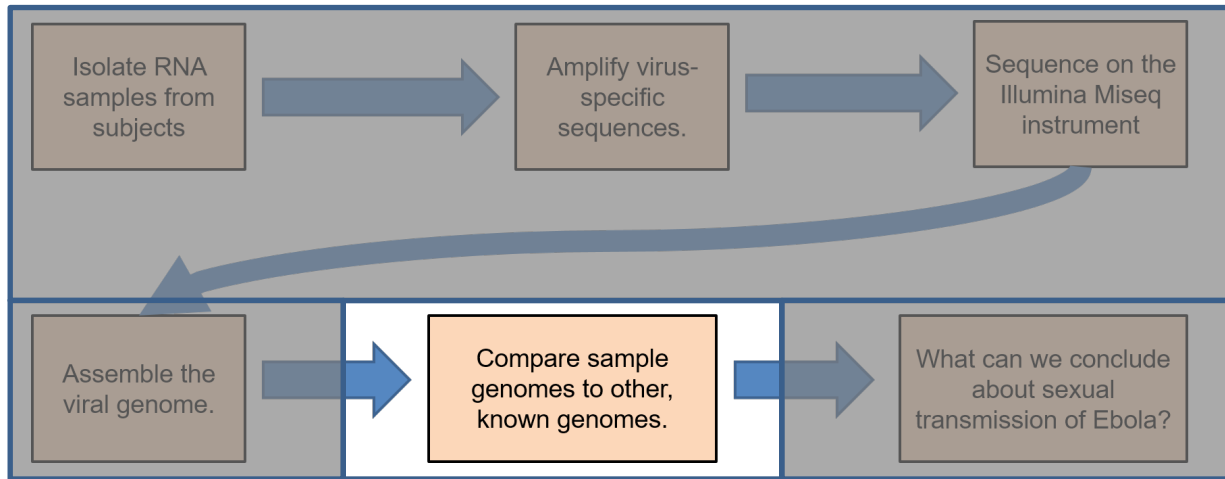 Isolate RNA
samples from
subjects
Amplify virus-
specific
sequences.
Sequence on the
Illumina Miseq
instrument
Assemble the
viral genome.
Compare sample
genomes to other,
known genomes.
What can we conclude
about sexual
transmission of Ebola?